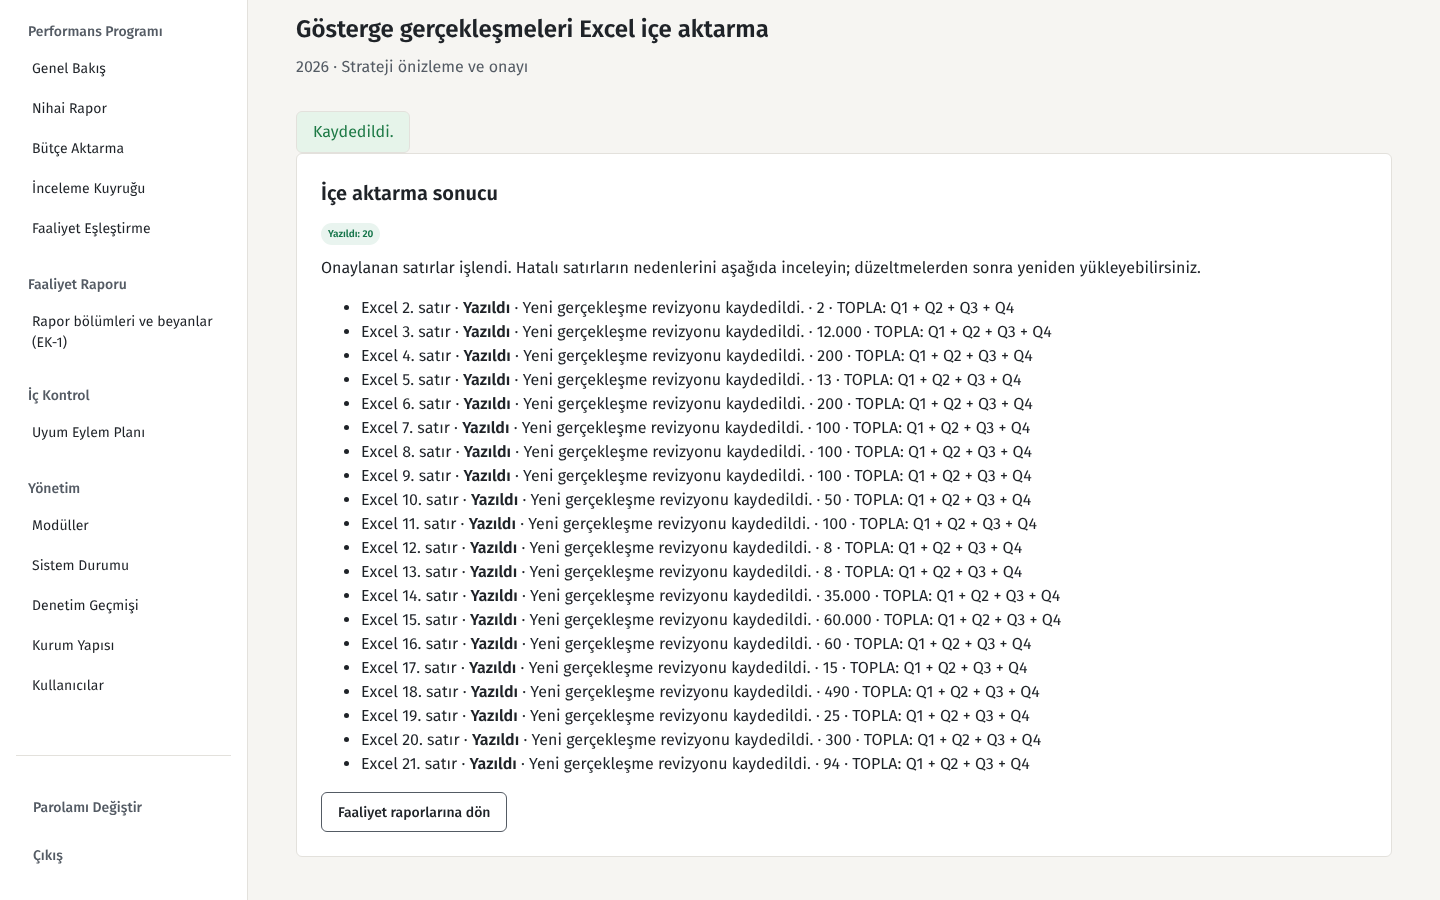 Performans Programı
Genel Bakış
Nihai Rapor
Bütçe Aktarma
İnceleme Kuyruğu
Faaliyet Eşleştirme
Faaliyet Raporu
Rapor bölümleri ve beyanlar
(EK-1)
İç Kontrol
Uyum Eylem Planı
Yönetim
Modüller
Sistem Durumu
Denetim Geçmişi
Kurum Yapısı
Kullanıcılar
Parolamı Değiştir
Çıkış
Gösterge gerçekleşmeleri Excel içe aktarma
2026 · Strateji önizleme ve onayı
Kaydedildi.
İçe aktarma sonucu
Yazıldı: 20
Onaylanan satırlar işlendi. Hatalı satırların nedenlerini aşağıda inceleyin; düzeltmelerden sonra yeniden yükleyebilirsiniz.
• Excel 2. satır · Yazıldı · Yeni gerçekleşme revizyonu kaydedildi. · 2 · TOPLA: Q1 + Q2 + Q3 + Q4
• Excel 3. satır · Yazıldı · Yeni gerçekleşme revizyonu kaydedildi. · 12.000 · TOPLA: Q1 + Q2 + Q3 + Q4
• Excel 4. satır · Yazıldı · Yeni gerçekleşme revizyonu kaydedildi. · 200 · TOPLA: Q1 + Q2 + Q3 + Q4
• Excel 5. satır · Yazıldı · Yeni gerçekleşme revizyonu kaydedildi. · 13 · TOPLA: Q1 + Q2 + Q3 + Q4
• Excel 6. satır · Yazıldı · Yeni gerçekleşme revizyonu kaydedildi. · 200 · TOPLA: Q1 + Q2 + Q3 + Q4
• Excel 7. satır · Yazıldı · Yeni gerçekleşme revizyonu kaydedildi. · 100 · TOPLA: Q1 + Q2 + Q3 + Q4
• Excel 8. satır · Yazıldı · Yeni gerçekleşme revizyonu kaydedildi. · 100 · TOPLA: Q1 + Q2 + Q3 + Q4
• Excel 9. satır · Yazıldı · Yeni gerçekleşme revizyonu kaydedildi. · 100 · TOPLA: Q1 + Q2 + Q3 + Q4
• Excel 10. satır · Yazıldı · Yeni gerçekleşme revizyonu kaydedildi. · 50 · TOPLA: Q1 + Q2 + Q3 + Q4
• Excel 11. satır · Yazıldı · Yeni gerçekleşme revizyonu kaydedildi. · 100 · TOPLA: Q1 + Q2 + Q3 + Q4
• Excel 12. satır · Yazıldı · Yeni gerçekleşme revizyonu kaydedildi. · 8 · TOPLA: Q1 + Q2 + Q3 + Q4
• Excel 13. satır · Yazıldı · Yeni gerçekleşme revizyonu kaydedildi. · 8 · TOPLA: Q1 + Q2 + Q3 + Q4
• Excel 14. satır · Yazıldı · Yeni gerçekleşme revizyonu kaydedildi. · 35.000 · TOPLA: Q1 + Q2 + Q3 + Q4
• Excel 15. satır · Yazıldı · Yeni gerçekleşme revizyonu kaydedildi. · 60.000 · TOPLA: Q1 + Q2 + Q3 + Q4
• Excel 16. satır · Yazıldı · Yeni gerçekleşme revizyonu kaydedildi. · 60 · TOPLA: Q1 + Q2 + Q3 + Q4
• Excel 17. satır · Yazıldı · Yeni gerçekleşme revizyonu kaydedildi. · 15 · TOPLA: Q1 + Q2 + Q3 + Q4
• Excel 18. satır · Yazıldı · Yeni gerçekleşme revizyonu kaydedildi. · 490 · TOPLA: Q1 + Q2 + Q3 + Q4
• Excel 19. satır · Yazıldı · Yeni gerçekleşme revizyonu kaydedildi. · 25 · TOPLA: Q1 + Q2 + Q3 + Q4
• Excel 20. satır · Yazıldı · Yeni gerçekleşme revizyonu kaydedildi. · 300 · TOPLA: Q1 + Q2 + Q3 + Q4
• Excel 21. satır · Yazıldı · Yeni gerçekleşme revizyonu kaydedildi. · 94 · TOPLA: Q1 + Q2 + Q3 + Q4
Faaliyet raporlarına dön